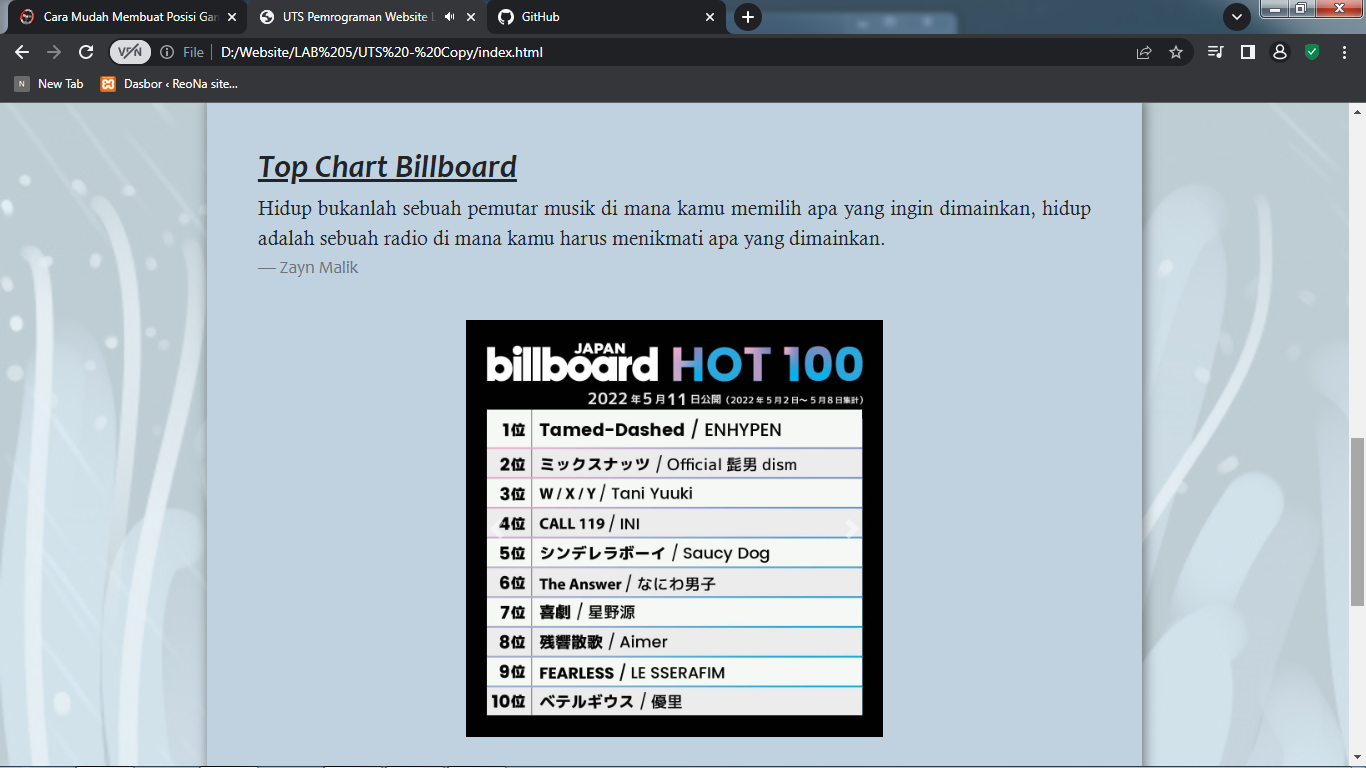 Cara Mudah Membuat Posisi Gam
UTS Pemrograman Website L
GitHub
VPN
File
D:/Website/LAB%205/UTS%20-%20Copy/index.html
N New Tab
Dasbor ‹ ReoNa site...
Top Chart Billboard
Hidup bukanlah sebuah pemutar musik di mana kamu memilih apa yang ingin dimainkan, hidup
adalah sebuah radio di mana kamu harus menikmati apa yang dimainkan.
— Zayn Malik
billboard JAPAN HOT 100
2022年5月11日公開（2022年5月2日〜5月8日集計）
1位 Tamed-Dashed / ENHYPEN
2位 ミックスナッツ / Official 髭男 dism
3位 W / X / Y / Tani Yuuki
4位 CALL 119 / INI
5位 シンデレラボーイ / Saucy Dog
6位 The Answer / なにわ男子
7位 喜劇 / 星野源
8位 残響散歌 / Aimer
9位 FEARLESS / LE SSERAFIM
10位 ベテルギウス / 優里